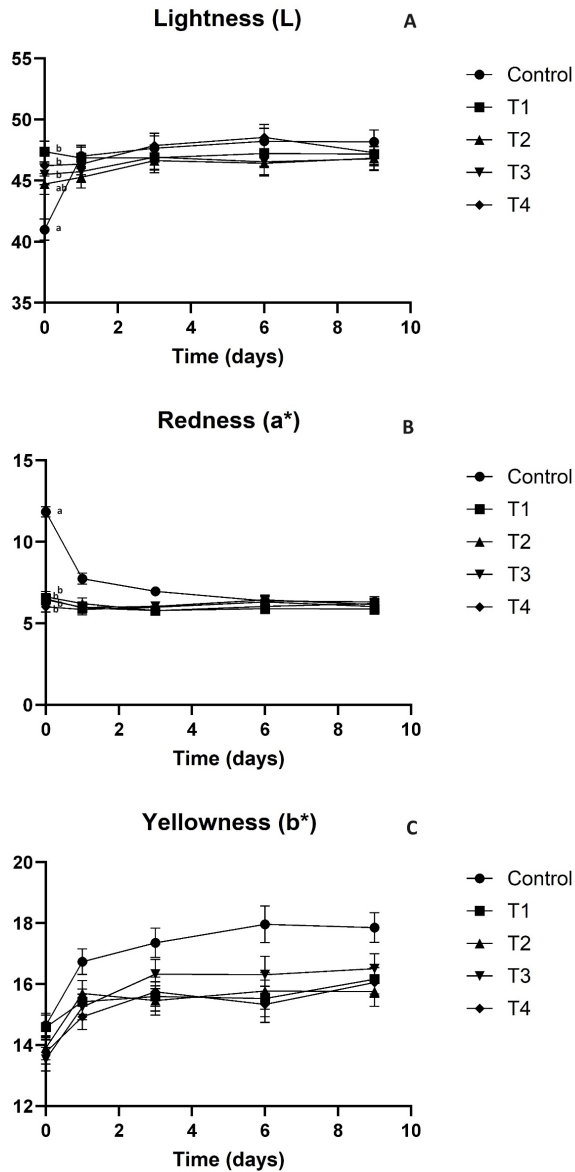 Lightness (L)
A
55
50
45
40
35
b
b
b
ab
a
0 2 4 6 8 10
Time (days)
Control
T1
T2
T3
T4
Redness (a*)
B
15
10
5
0
a
b
b
b
b
0 2 4 6 8 10
Time (days)
Control
T1
T2
T3
T4
Yellowness (b*)
C
20
18
16
14
12
0 2 4 6 8 10
Time (days)
Control
T1
T2
T3
T4